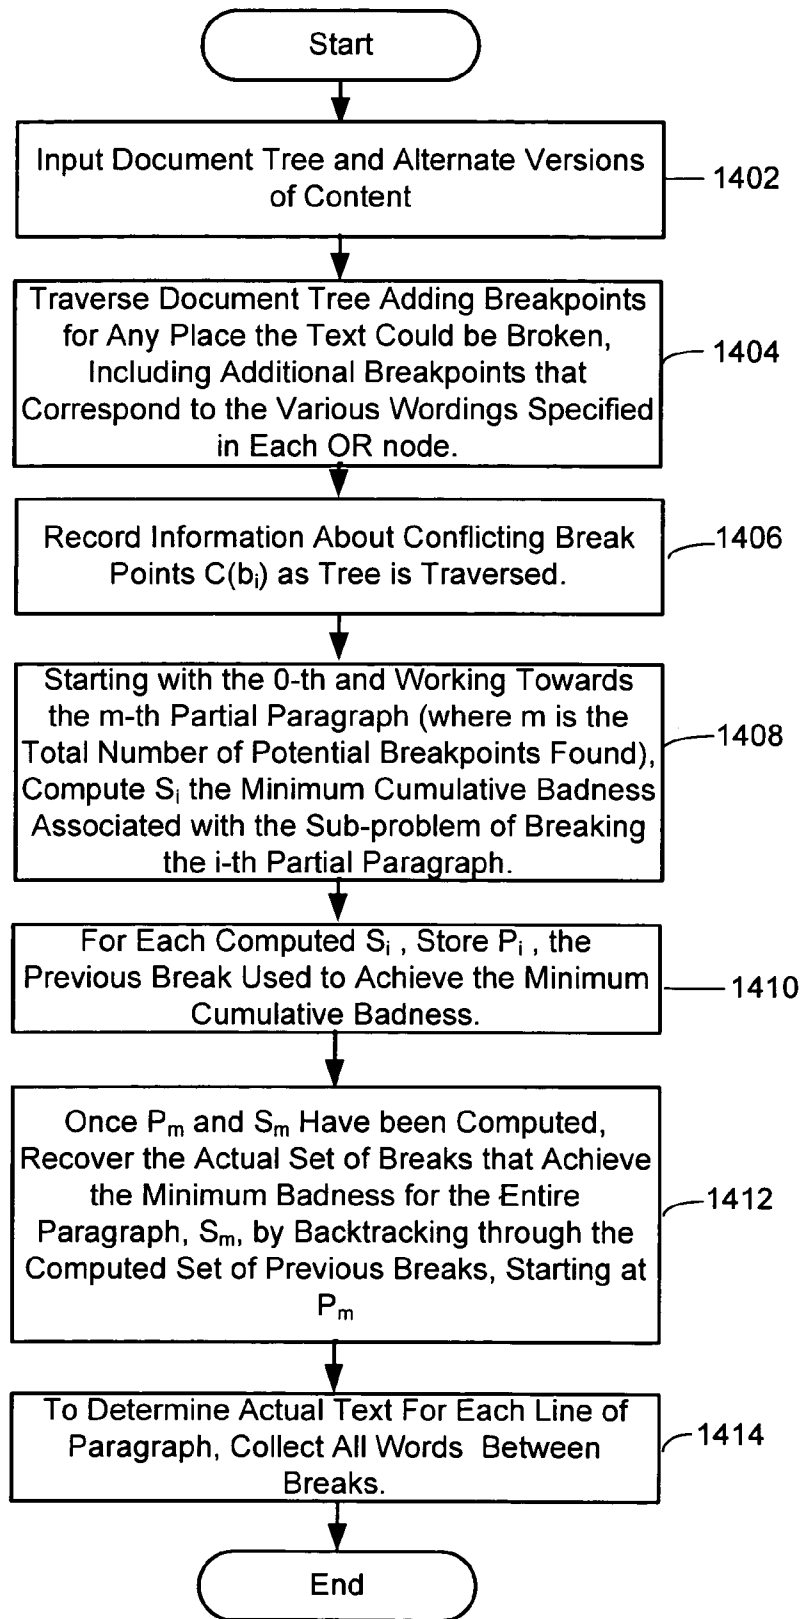 Start
Input Document Tree and Alternate Versions
of Content
1402
Traverse Document Tree Adding Breakpoints
for Any Place the Text Could be Broken,
Including Additional Breakpoints that
Correspond to the Various Wordings Specified
in Each OR node.
1404
Record Information About Conflicting Break
Points C(bᵢ) as Tree is Traversed.
1406
Starting with the 0-th and Working Towards
the m-th Partial Paragraph (where m is the
Total Number of Potential Breakpoints Found),
Compute Sᵢ the Minimum Cumulative Badness
Associated with the Sub-problem of Breaking
the i-th Partial Paragraph.
1408
For Each Computed Sᵢ , Store Pᵢ , the
Previous Break Used to Achieve the Minimum
Cumulative Badness.
1410
Once Pₘ and Sₘ Have been Computed,
Recover the Actual Set of Breaks that Achieve
the Minimum Badness for the Entire
Paragraph, Sₘ, by Backtracking through the
Computed Set of Previous Breaks, Starting at
Pₘ
1412
To Determine Actual Text For Each Line of
Paragraph, Collect All Words Between
Breaks.
1414
End